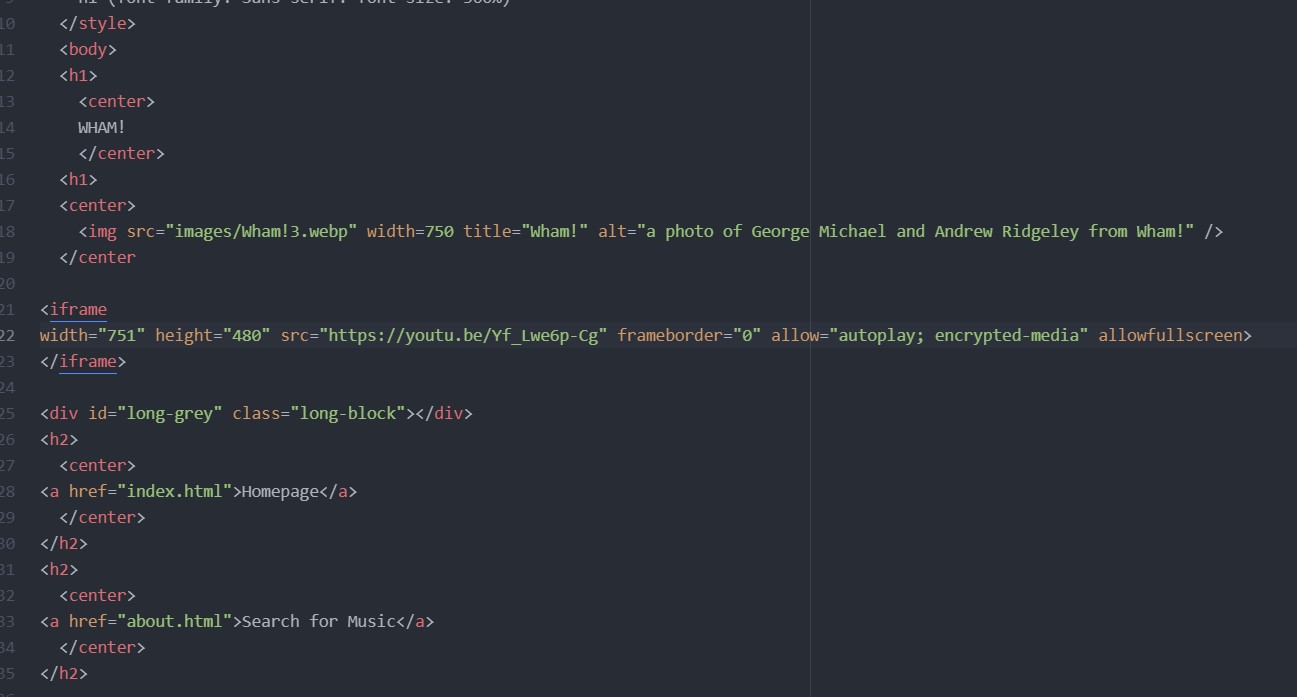 10 </style>
11 <body>
12 <h1>
13 <center>
14 WHAM!
15 </center>
16 <h1>
17 <center>
18 <img src="images/Wham!3.webp" width=750 title="Wham!" alt="a photo of George Michael and Andrew Ridgeley from Wham!" />
19 </center
20
21 <iframe
22 width="751" height="480" src="https://youtu.be/Yf_Lwe6p-Cg" frameborder="0" allow="autoplay; encrypted-media" allowfullscreen>
23 </iframe>
24
25 <div id="long-grey" class="long-block"></div>
26 <h2>
27 <center>
28 <a href="index.html">Homepage</a>
29 </center>
30 </h2>
31 <h2>
32 <center>
33 <a href="about.html">Search for Music</a>
34 </center>
35 </h2>